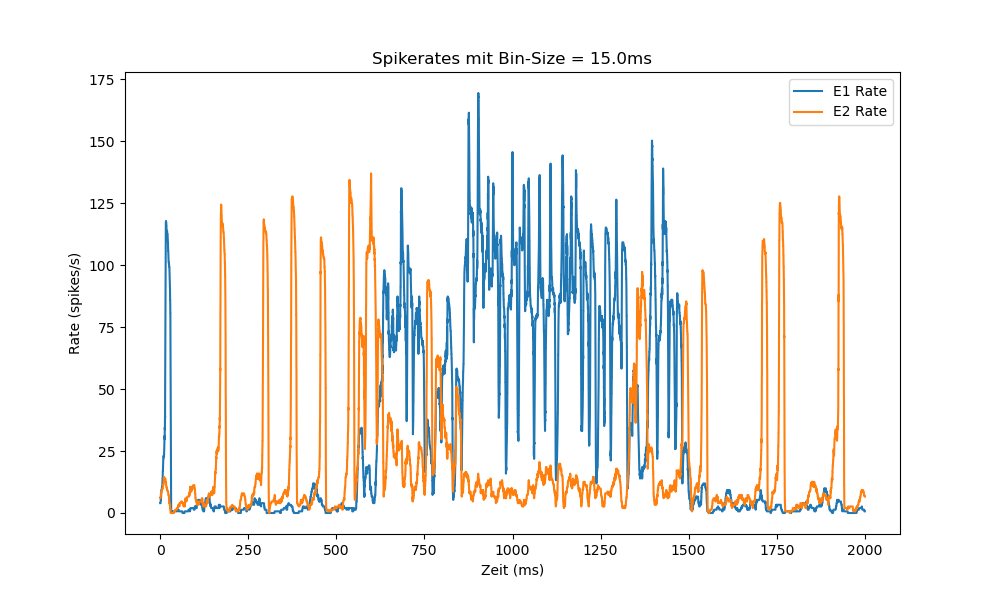 Spikerates mit Bin-Size = 15.0ms
E1 Rate
E2 Rate
Rate (spikes/s)
175
150
125
100
75
50
25
0
0 250 500 750 1000 1250 1500 1750 2000
Zeit (ms)